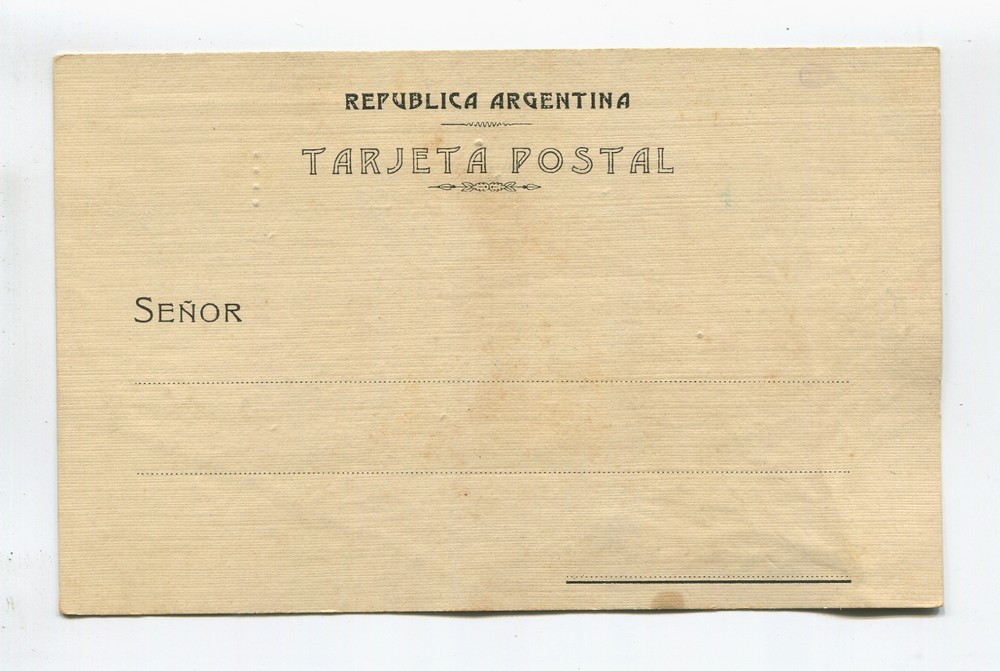 REPUBLICA ARGENTINA
TARJETA POSTAL
SEÑOR